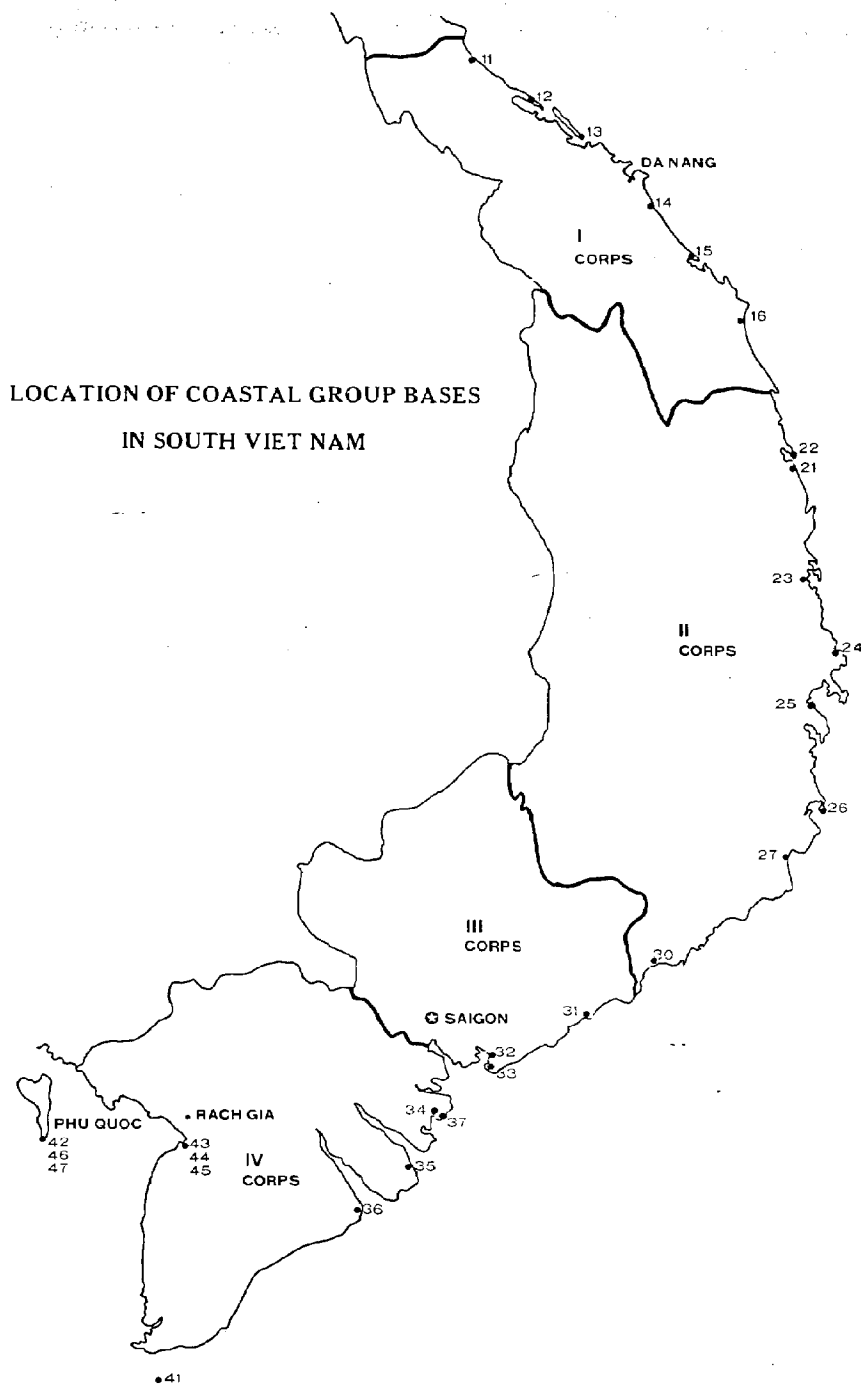 11
12
13
DA NANG
14
I
CORPS
15
16
LOCATION OF COASTAL GROUP BASES
IN SOUTH VIET NAM
22
21
23
II
CORPS
24
25
26
27
III
CORPS
30
31
SAIGON
32
33
34
37
PHU QUOC
RACH GIA
42
46
47
43
44
45
IV
CORPS
35
36
41